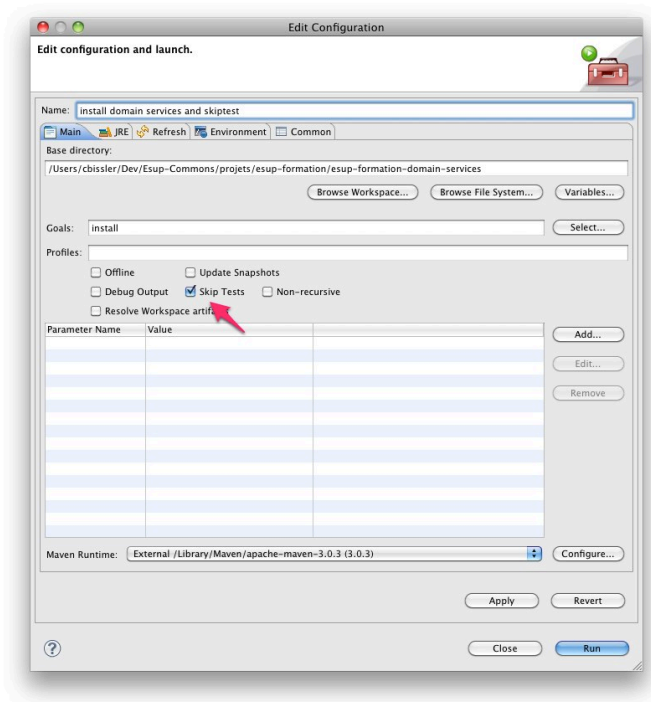 Edit Configuration
Edit configuration and launch.
Name: install domain services and skiptest
Main JRE Refresh Environment Common
Base directory:
/Users/cbissler/Dev/Esup-Commons/projets/esup-formation/esup-formation-domain-services
Browse Workspace... Browse File System... Variables...
Goals: install Select...
Profiles:
Offline Update Snapshots
Debug Output Skip Tests Non-recursive
Resolve Workspace
Parameter Name Value
Add...
Edit...
Remove
Maven Runtime: External /Library/Maven/apache-maven-3.0.3 (3.0.3) Configure...
Apply Revert
? Close Run